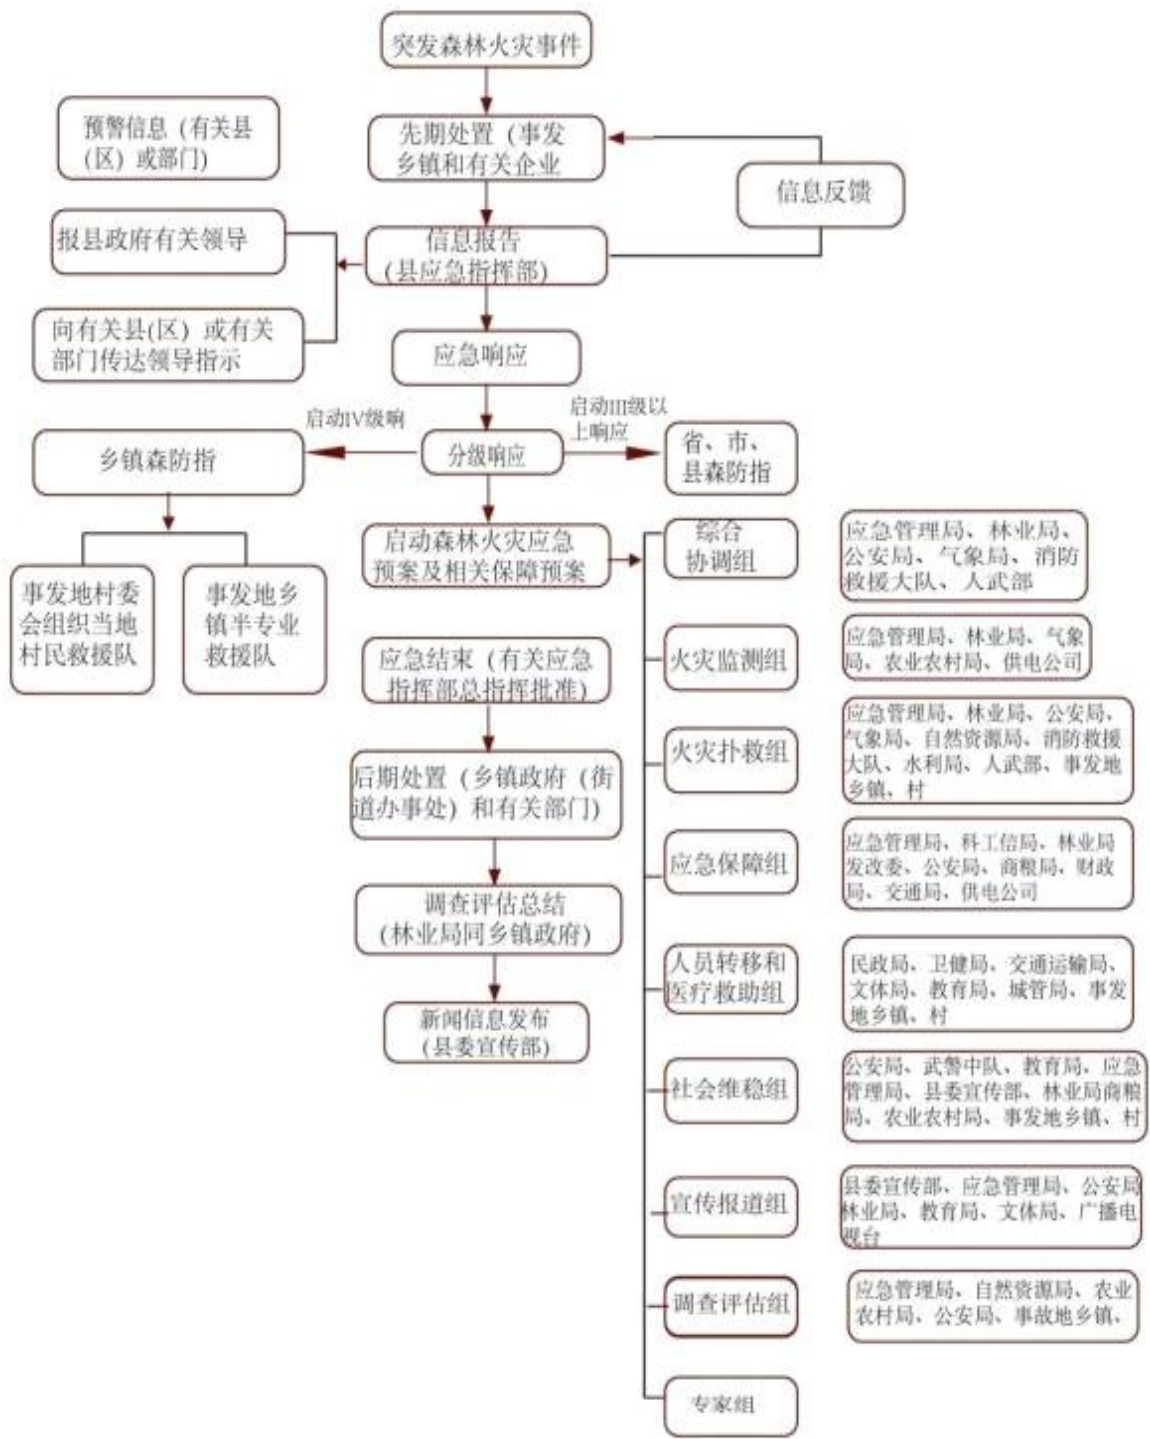 突发森林火灾事件
预警信息（有关县
（区）或部门）
先期处置（事发
乡镇和有关企业
信息反馈
报县政府有关领导
信息报告
（县应急指挥部）
向有关县(区）或有关
部门传达领导指示
应急响应
启动IV级响
启动III级以
上响应
乡镇森防指
分级响应
省、市、
县森防指
启动森林火灾应急
预案及相关保障预案
综合
协调组
应急管理局、林业局、
公安局、气象局、消防
救援大队、人武部
事发地村委
会组织当地
村民救援队
事发地乡
镇半专业
救援队
应急结束（有关应急
指挥部总指挥批准）
火灾监测组
应急管理局、林业局、气象
局、农业农村局、供电公司
后期处置（乡镇政府（街
道办事处）和有关部门）
火灾扑救组
应急管理局、林业局、公安局、
气象局、自然资源局、消防救援
大队、水利局、人武部、事发地
乡镇、村
调查评估总结
（林业局同乡镇政府）
应急保障组
应急管理局、科工信局、林业局
发改委、公安局、商粮局、财政
局、交通局、供电公司
新闻信息发布
（县委宣传部）
人员转移和
医疗救助组
民政局、卫健局、交通运输局、
文体局、教育局、城管局、事发
地乡镇、村
社会维稳组
公安局、武警中队、教育局、应急
管理局、县委宣传部、林业局商粮
局、农业农村局、事发地乡镇、村
宣传报道组
县委宣传部、应急管理局、公安局
林业局、教育局、文体局、广播电
视台
调查评估组
应急管理局、自然资源局、农业
农村局、公安局、事故地乡镇、
专家组